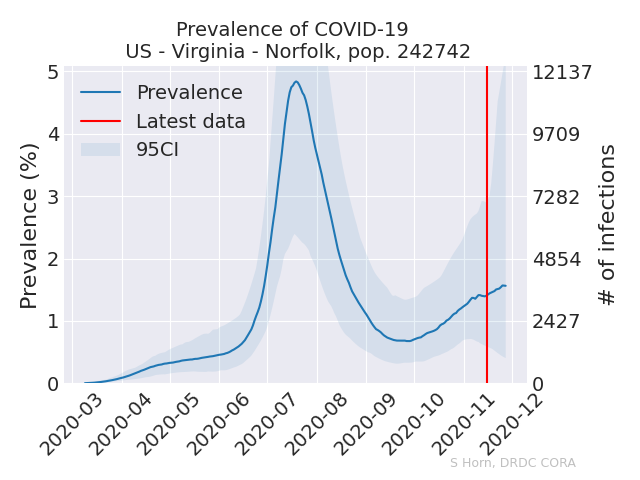 Prevalence of COVID-19
US - Virginia - Norfolk, pop. 242742
Prevalence
Latest data
95CI
Prevalence (%)
5
4
3
2
1
0
12137
9709
7282
4854
2427
0
# of infections
2020-03
2020-04
2020-05
2020-06
2020-07
2020-08
2020-09
2020-10
2020-11
2020-12
S Horn, DRDC CORA